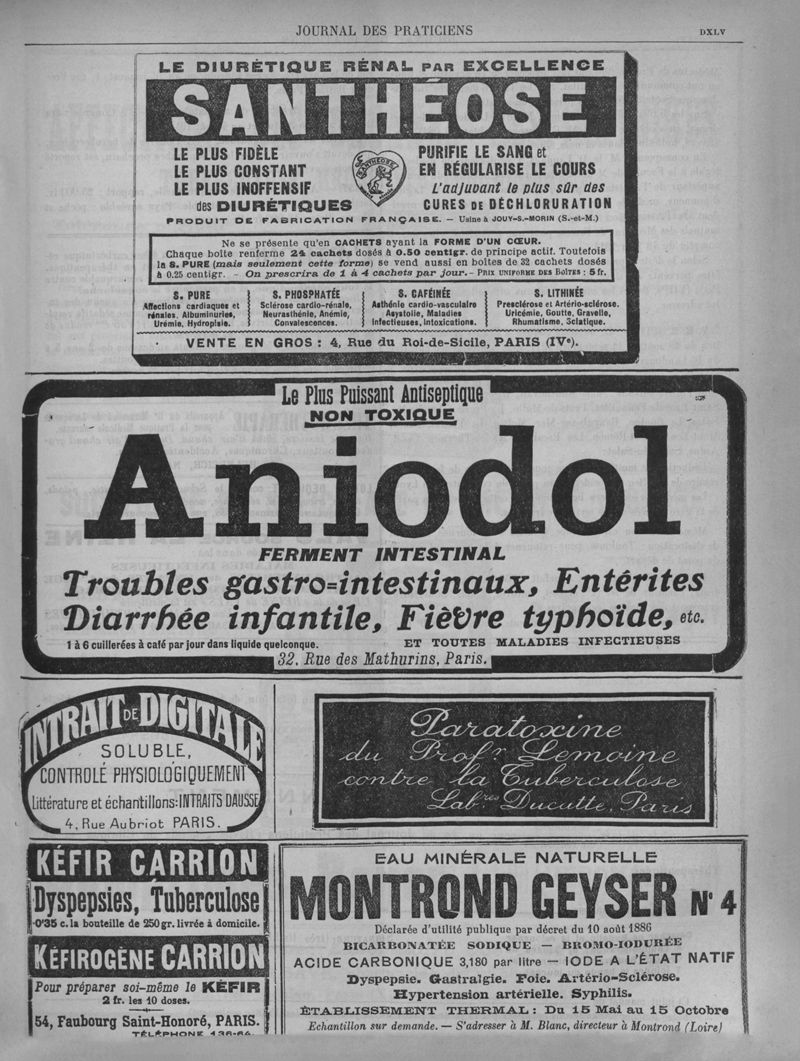 JOURNAL DES PRATICIENS
DXLV
LE DIURÉTIQUE RÉNAL PAR EXCELLENCE
SANTHÉOSE
LE PLUS FIDÈLE
LE PLUS CONSTANT
LE PLUS INOFFENSIF
des DIURÉTIQUES
SANTHÉOSE
PURIFIE LE SANG et
EN RÉGULARISE LE COURS
L'adjuvant le plus sûr des
CURES DE DÉCHLORURATION
PRODUIT DE FABRICATION FRANÇAISE. — Usine à JOUY-S.-MORIN (S.-et-M.)
Ne se présente qu'en CACHETS ayant la FORME D'UN CŒUR.
Chaque boîte renferme 24 cachets dosés à 0.50 centigr. de principe actif. Toutefois
la S. PURE (mais seulement cette forme) se vend aussi en boîtes de 32 cachets dosés
à 0.25 centigr. - On prescrira de 1 à 4 cachets par jour. - PRIX UNIFORME DES BOÎTES : 5 fr.
S. PURE
Affections cardiaques et
rénales, Albuminuries,
Urémie, Hydropisie.
S. PHOSPHATÉE
Sclérose cardio-rénale,
Neurasthénie, Anémie,
Convalescences.
S. CAFÉINÉE
Asthénie cardio-vasculaire
Asystolie, Maladies
Infectieuses, Intoxications.
S. LITHINÉE
Presclérose et Artério-sclérose.
Uricémie, Goutte, Gravelle,
Rhumatisme, Sciatique.
VENTE EN GROS : 4, Rue du Roi-de-Sicile, PARIS (IVe).
Le Plus Puissant Antiseptique
NON TOXIQUE
Aniodol
FERMENT INTESTINAL
Troubles gastro=intestinaux, Entérites
Diarrhée infantile, Fièvre typhoïde, etc.
1 à 6 cuillerées à café par jour dans liquide quelconque.
ET TOUTES MALADIES INFECTIEUSES
32, Rue des Mathurins, Paris.
INTRAIT DE DIGITALE
SOLUBLE,
CONTROLÉ PHYSIOLOGIQUEMENT
Littérature et échantillons: INTRAITS DAUSSE
4, Rue Aubriot PARIS.
Paratoxine
du Profr. Lemoine
contre la Tuberculose
Labres Ducatte, Paris
KÉFIR CARRION
Dyspepsies, Tuberculose
0'35 c. la bouteille de 250 gr. livrée à domicile.
KÉFIROGÈNE CARRION
Pour préparer soi-même le KÉFIR
2 fr. les 10 doses.
54, Faubourg Saint-Honoré, PARIS.
TÉLÉPHONE 136-64.
EAU MINÉRALE NATURELLE
MONTROND GEYSER No 4
Déclarée d'utilité publique par décret du 10 août 1886
BICARBONATÉE SODIQUE — BROMO-IODURÉE
ACIDE CARBONIQUE 3,180 par litre — IODE A L'ÉTAT NATIF
Dyspepsie. Gastralgie. Foie. Artério-Sclérose.
Hypertension artérielle. Syphilis.
ÉTABLISSEMENT THERMAL : Du 15 Mai au 15 Octobre
Echantillon sur demande. — S'adresser à M. Blanc, directeur à Montrond (Loire)